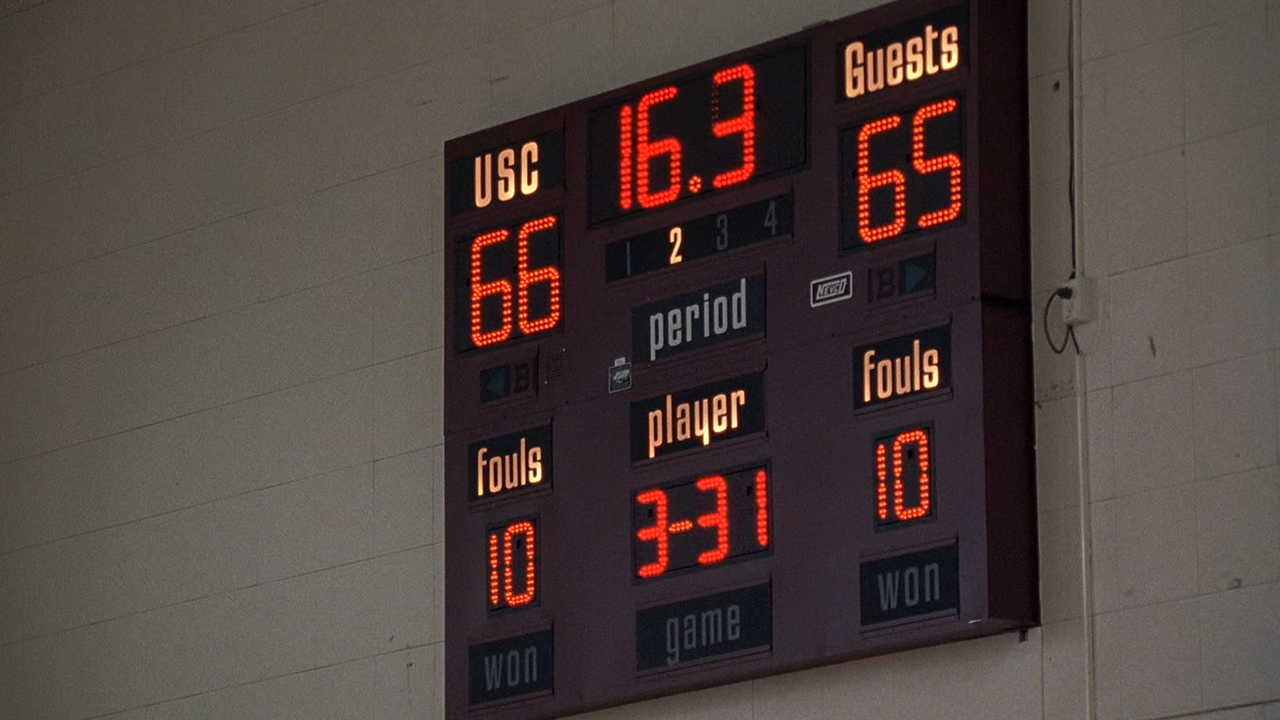 USC
16.3
Guests
66
65
1 2 3 4
period
NEVCO
B
B
fouls
player
fouls
10
3-31
10
won
game
won